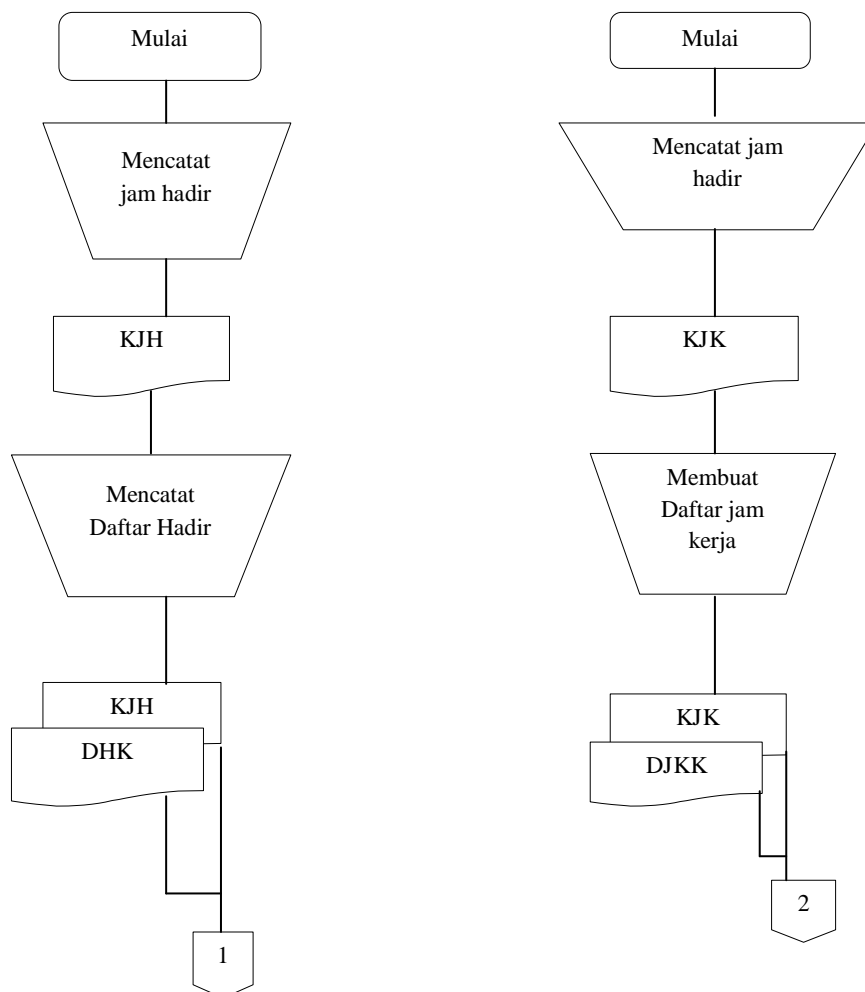 Mulai
Mencatat
jam hadir
KJH
Mencatat
Daftar Hadir
KJH
DHK
1
Mulai
Mencatat jam
hadir
KJK
Membuat
Daftar jam
kerja
KJK
DJKK
2